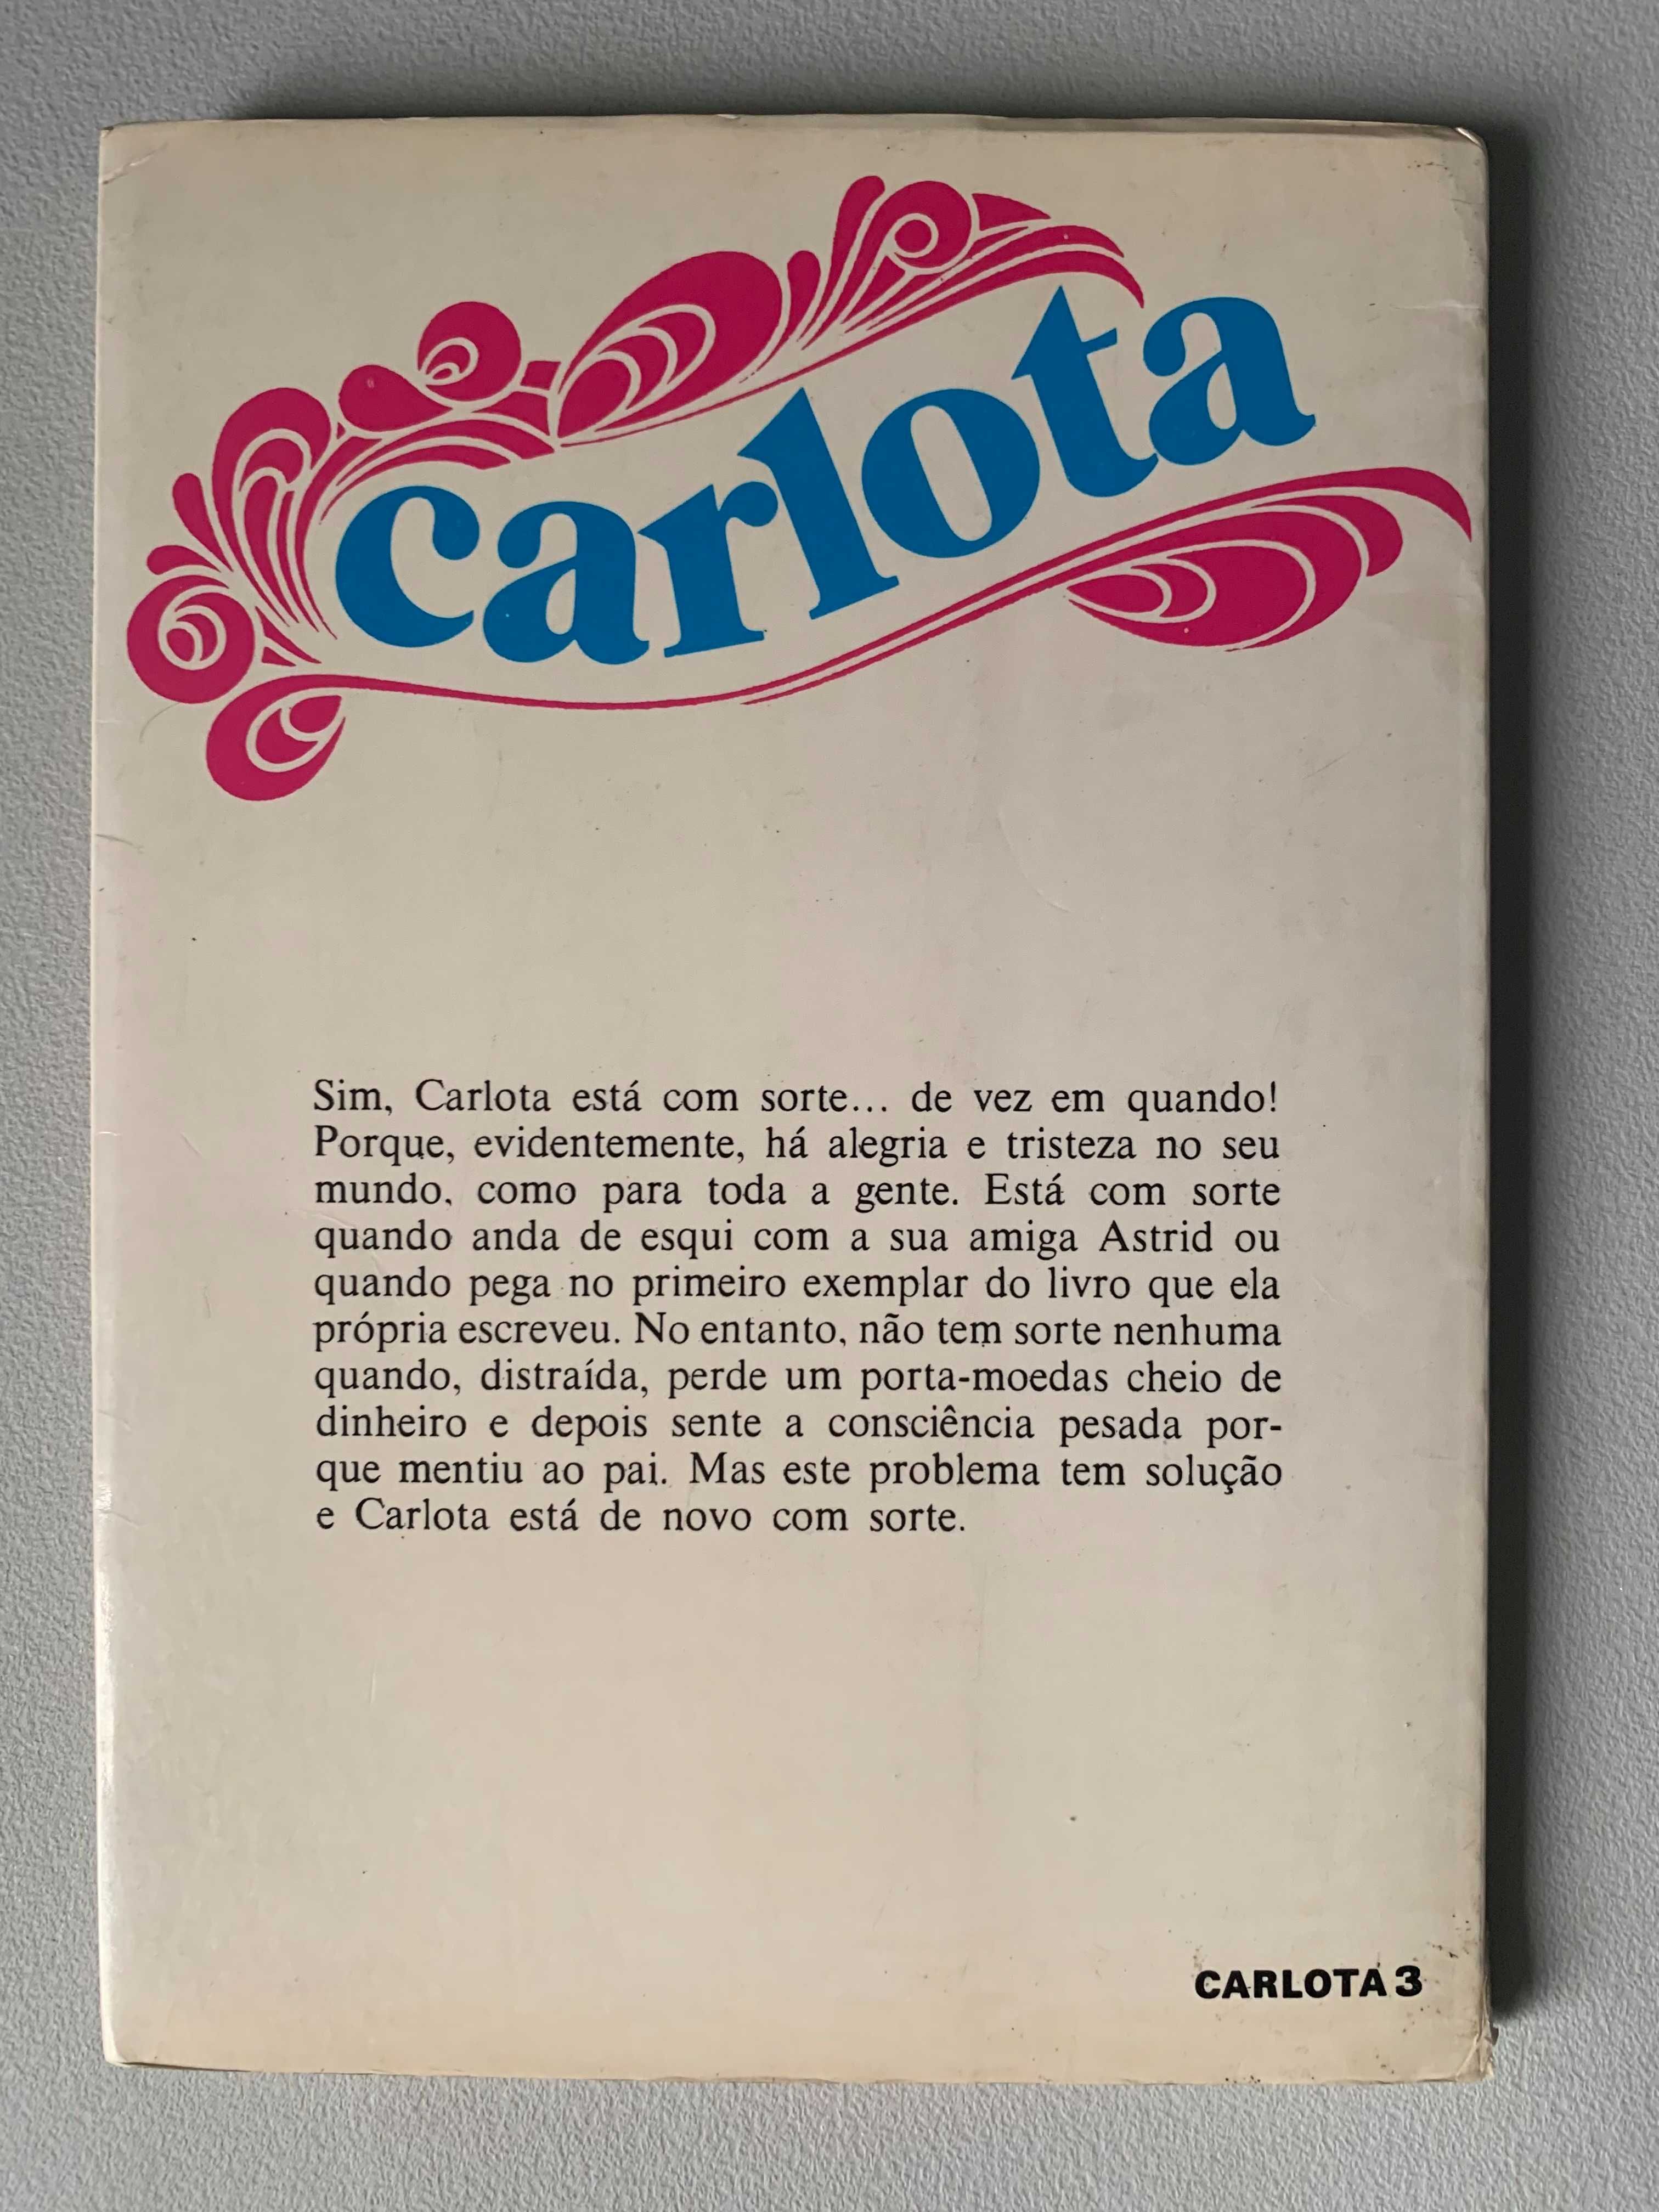 carlota
Sim, Carlota está com sorte... de vez em quando!
Porque, evidentemente, há alegria e tristeza no seu
mundo, como para toda a gente. Está com sorte
quando anda de esqui com a sua amiga Astrid ou
quando pega no primeiro exemplar do livro que ela
própria escreveu. No entanto, não tem sorte nenhuma
quando, distraída, perde um porta-moedas cheio de
dinheiro e depois sente a consciência pesada por-
que mentiu ao pai. Mas este problema tem solução
e Carlota está de novo com sorte.
CARLOTA 3